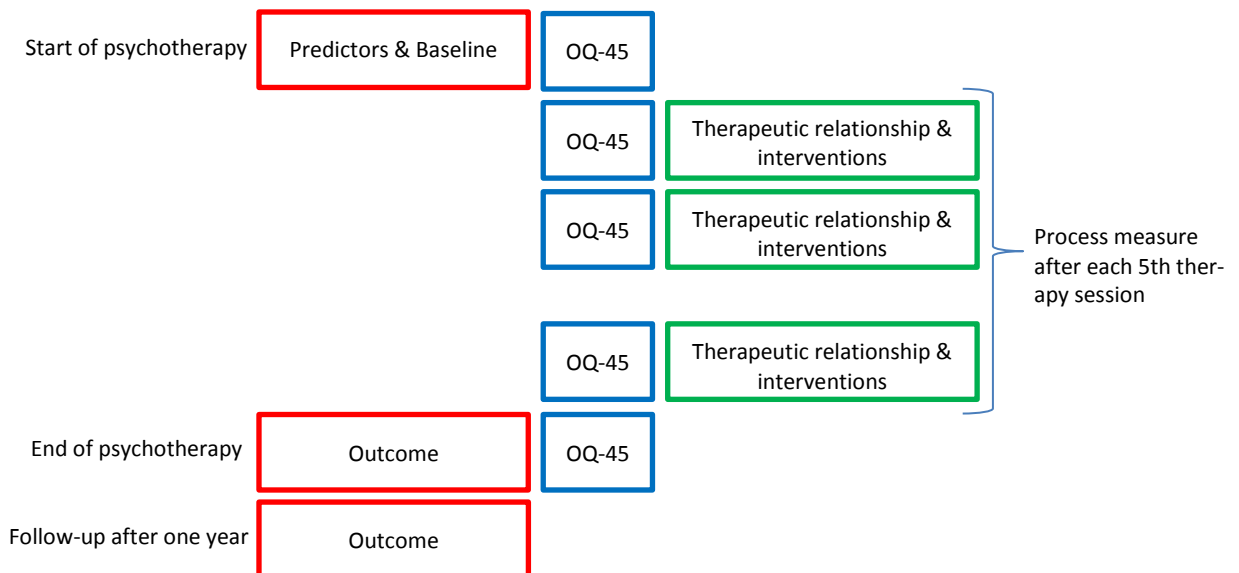 Start of psychotherapy
Predictors & Baseline
OQ-45
OQ-45
Therapeutic relationship &
interventions
OQ-45
Therapeutic relationship &
interventions
Process measure
after each 5th ther-
apy session
OQ-45
Therapeutic relationship &
interventions
End of psychotherapy
Outcome
OQ-45
Follow-up after one year
Outcome